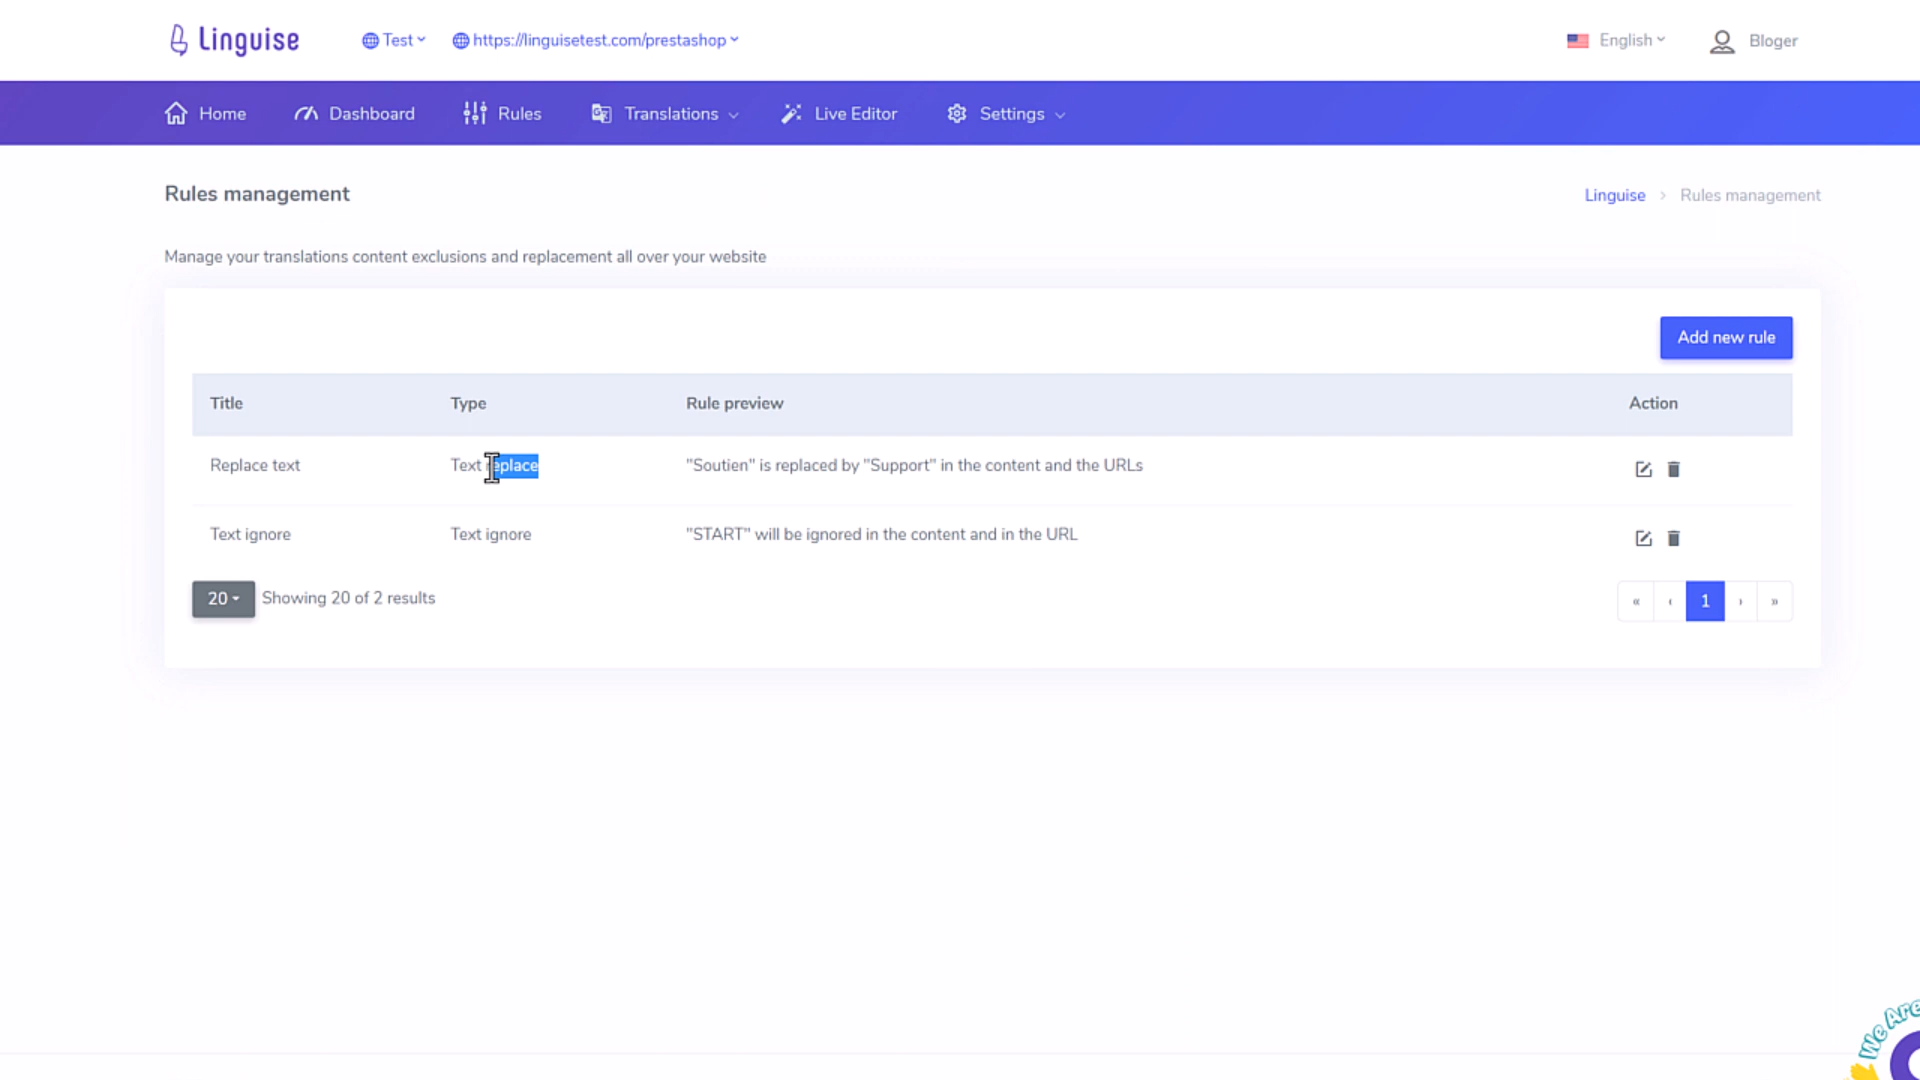 Linguise
Test
https://linguisetest.com/prestashop
English
Bloger
Home
Dashboard
Rules
Translations
Live Editor
Settings
Rules management
Linguise > Rules management
Manage your translations content exclusions and replacement all over your website
Add new rule
Title Type Rule preview Action
Replace text Text replace "Soutien" is replaced by "Support" in the content and the URLs
Text ignore Text ignore "START" will be ignored in the content and in the URL
20 Showing 20 of 2 results
« ‹ 1 › »
We Are